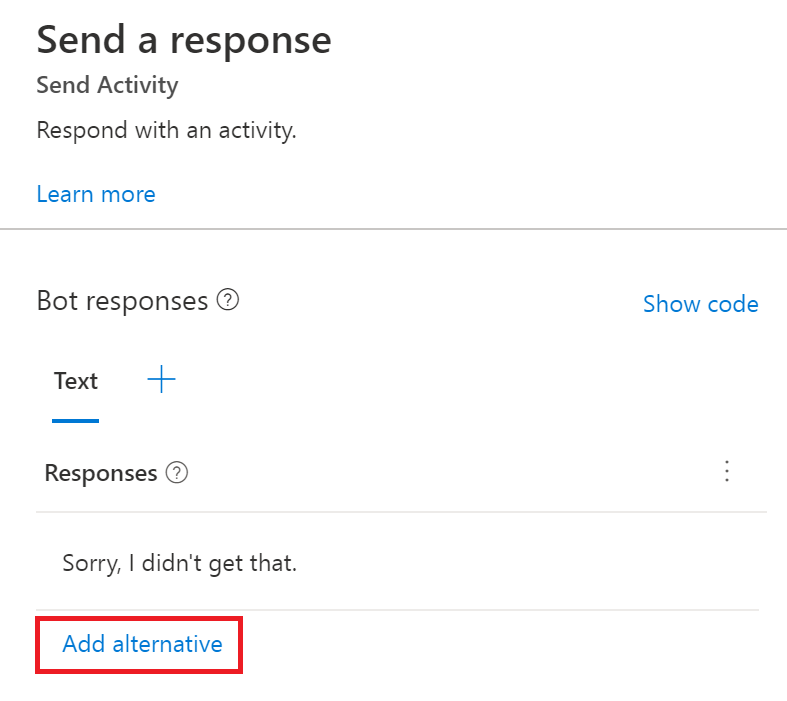 Send a response
Send Activity
Respond with an activity.
Learn more
Bot responses ?
Show code
Text +
Responses ?
Sorry, I didn't get that.
Add alternative